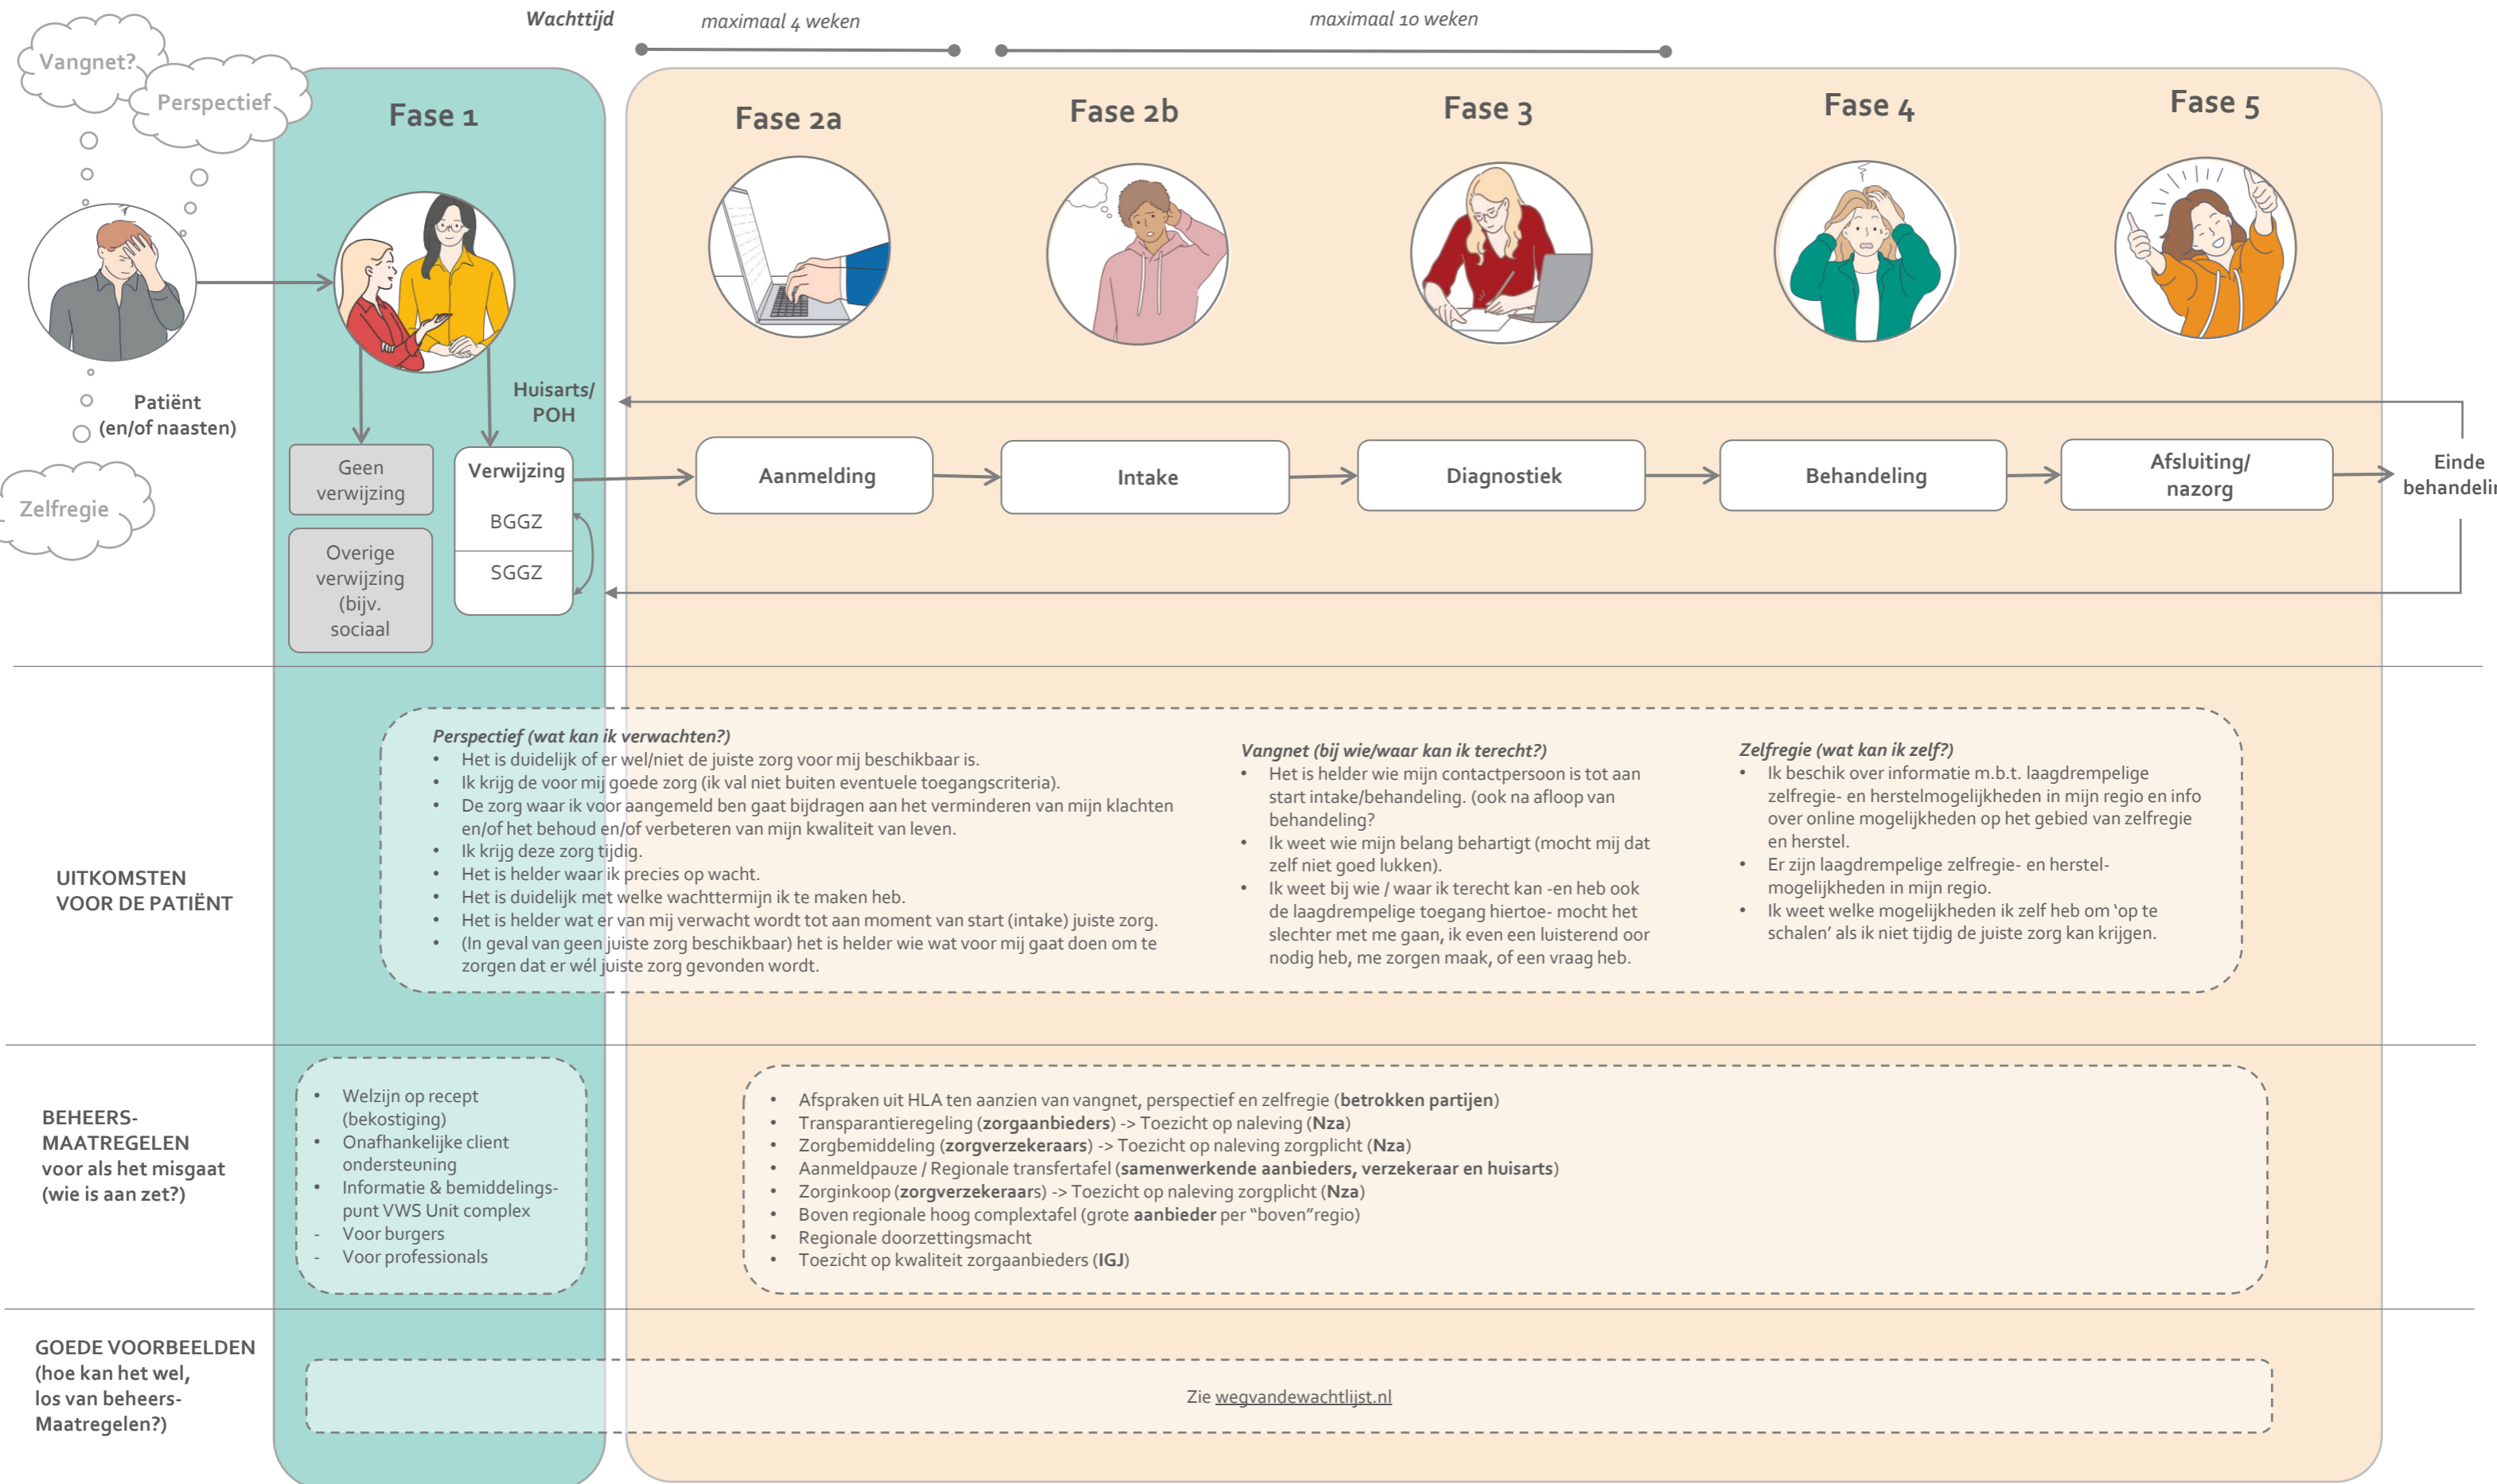 Wachttijd
maximaal 4 weken
maximaal 10 weken
Vangnet?
Perspectief
Fase 1
Fase 2a
Fase 2b
Fase 3
Fase 4
Fase 5
Patiënt
(en/of naasten)
Zelfregie
Huisarts/
POH
Geen
verwijzing
Overige
verwijzing
(bijv.
sociaal
Verwijzing
BGGZ
SGGZ
Aanmelding
Intake
Diagnostiek
Behandeling
Afsluiting/
nazorg
Einde
UITKOMSTEN
VOOR DE PATIËNT
Perspectief (wat kan ik verwachten?)
• Het is duidelijk of er wel/niet de juiste zorg voor mij beschikbaar is.
• Ik krijg de voor mij goede zorg (ik val niet buiten eventuele toegangscriteria).
• De zorg waar ik voor aangemeld ben gaat bijdragen aan het verminderen van mijn klachten
en/of het behoud en/of verbeteren van mijn kwaliteit van leven.
• Ik krijg deze zorg tijdig.
• Het is helder waar ik precies op wacht.
• Het is duidelijk met welke wachttermijn ik te maken heb.
• Het is helder wat er van mij verwacht wordt tot aan moment van start (intake) juiste zorg.
• (In geval van geen juiste zorg beschikbaar) het is helder wie wat voor mij gaat doen om te
zorgen dat er wél juiste zorg gevonden wordt.
Vangnet (bij wie/waar kan ik terecht?)
• Het is helder wie mijn contactpersoon is tot aan
start intake/behandeling. (ook na afloop van
behandeling?
• Ik weet wie mijn belang behartigt (mocht mij dat
zelf niet goed lukken).
• Ik weet bij wie / waar ik terecht kan -en heb ook
de laagdrempelige toegang hiertoe- mocht het
slechter met me gaan, ik even een luisterend oor
nodig heb, me zorgen maak, of een vraag heb.
Zelfregie (wat kan ik zelf?)
• Ik beschik over informatie m.b.t. laagdrempelige
zelfregie- en herstelmogelijkheden in mijn regio en info
over online mogelijkheden op het gebied van zelfregie
en herstel.
• Er zijn laagdrempelige zelfregie- en herstel-
mogelijkheden in mijn regio.
• Ik weet welke mogelijkheden ik zelf heb om ‘op te
schalen’ als ik niet tijdig de juiste zorg kan krijgen.
BEHEERS-
MAATREGELEN
voor als het misgaat
(wie is aan zet?)
• Welzijn op recept
(bekostiging)
• Onafhankelijke client
ondersteuning
• Informatie & bemiddelings-
punt VWS Unit complex
- Voor burgers
- Voor professionals
• Afspraken uit HLA ten aanzien van vangnet, perspectief en zelfregie (betrokken partijen)
• Transparantieregeling (zorgaanbieders) -> Toezicht op naleving (Nza)
• Zorgbemiddeling (zorgverzekeraars) -> Toezicht op naleving zorgplicht (Nza)
• Aanmeldpauze / Regionale transfertafel (samenwerkende aanbieders, verzekeraar en huisarts)
• Zorginkoop (zorgverzekeraars) -> Toezicht op naleving zorgplicht (Nza)
• Boven regionale hoog complextafel (grote aanbieder per “boven”regio)
• Regionale doorzettingsmacht
• Toezicht op kwaliteit zorgaanbieders (IGJ)
GOEDE VOORBEELDEN
(hoe kan het wel,
los van beheers-
Maatregelen?)
Zie wegvandewachtlijst.nl